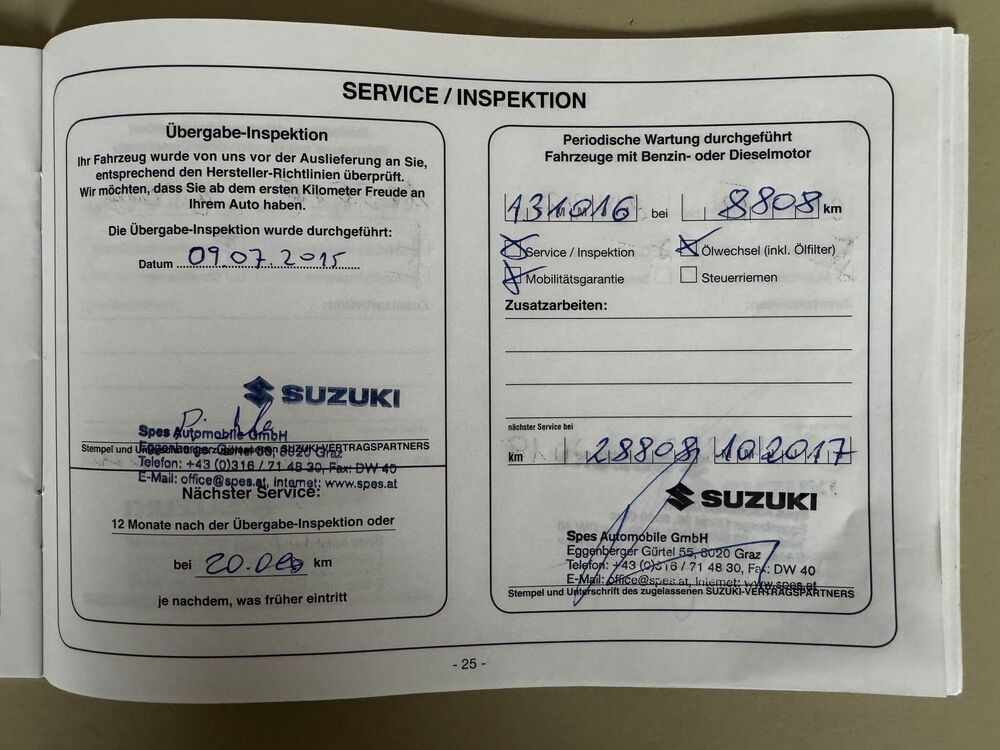 SERVICE / INSPEKTION
Übergabe-Inspektion
Ihr Fahrzeug wurde von uns vor der Auslieferung an Sie,
entsprechend den Hersteller-Richtlinien überprüft.
Wir möchten, dass Sie ab dem ersten Kilometer Freude an
Ihrem Auto haben.
Die Übergabe-Inspektion wurde durchgeführt:
Datum 09.07.2015
SUZUKI
Spes Automobile GmbH
Eggenberger Gürtel 55, 8020 Graz
Stempel und Unterschrift des zugelassenen SUZUKI-VERTRAGSPARTNERS
Telefon: +43 (0)316 / 71 48 30, Fax: DW 40
E-Mail: office@spes.at, Internet: www.spes.at
Nächster Service:
12 Monate nach der Übergabe-Inspektion oder
bei 20.000 km
je nachdem, was früher eintritt
Periodische Wartung durchgeführt
Fahrzeuge mit Benzin- oder Dieselmotor
131016 bei 8808 km
Service / Inspektion
Ölwechsel (inkl. Ölfilter)
Mobilitätsgarantie
Steuerriemen
Zusatzarbeiten:
nächster Service bei
km 28808 102017
SUZUKI
Spes Automobile GmbH
Eggenberger Gürtel 55, 8020 Graz
Telefon: +43 (0)316 / 71 48 30, Fax: DW 40
E-Mail: office@spes.at, Internet: www.spes.at
Stempel und Unterschrift des zugelassenen SUZUKI-VERTRAGSPARTNERS
- 25 -